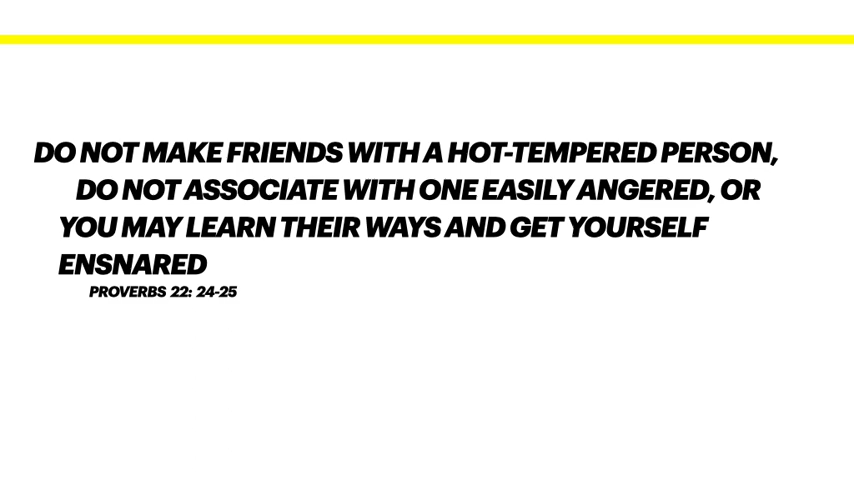 DO NOT MAKE FRIENDS WITH A HOT-TEMPERED PERSON,
DO NOT ASSOCIATE WITH ONE EASILY ANGERED, OR
YOU MAY LEARN THEIR WAYS AND GET YOURSELF
ENSNARED
PROVERBS 22: 24-25